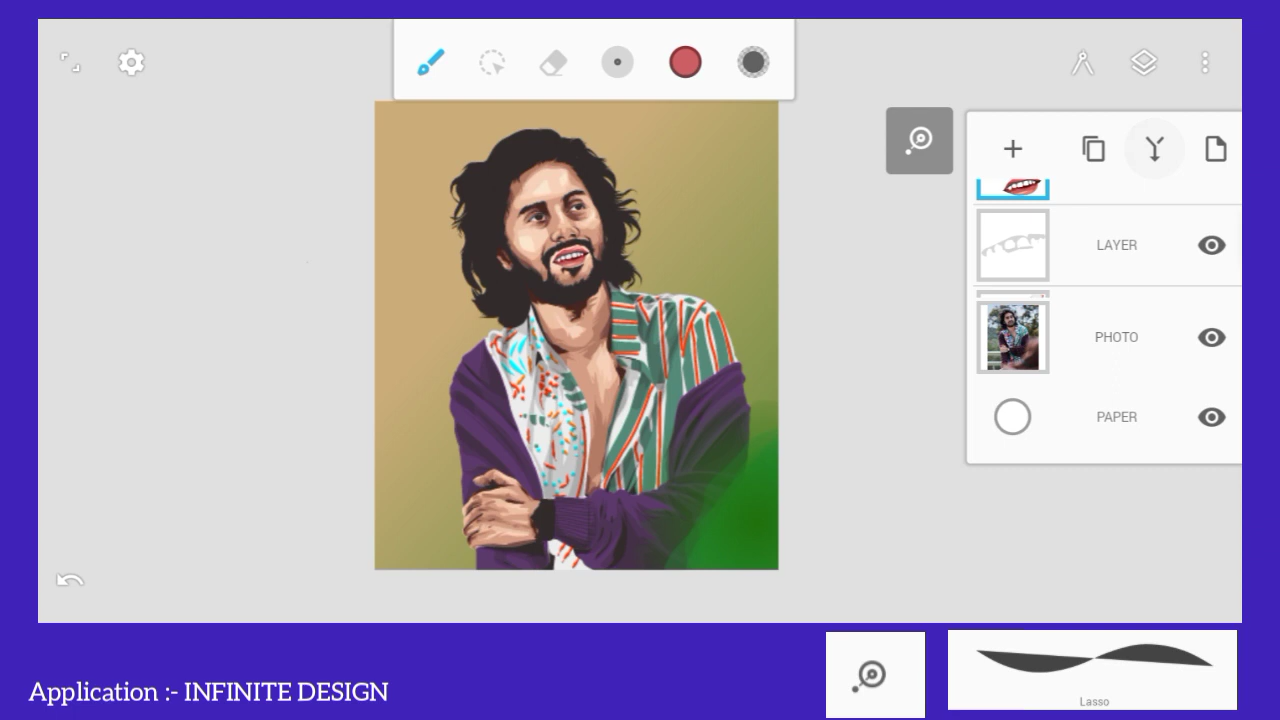 LAYER
PHOTO
PAPER
Lasso
Application :- INFINITE DESIGN